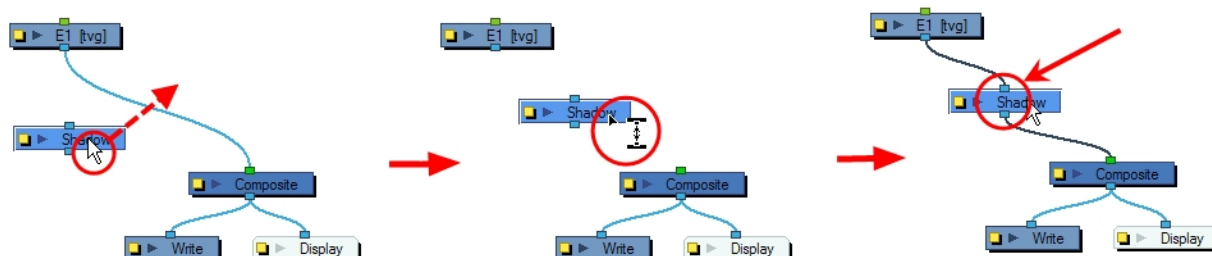 E1 [tvg]
Shadow
Composite
Write
Display
E1 [tvg]
Shadow
Composite
Write
Display
E1 [tvg]
Shadow
Composite
Write
Display